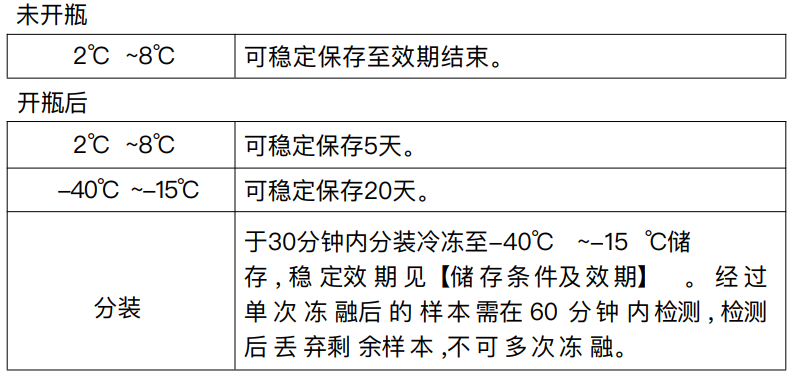 未开瓶
2℃ ~8℃ 可稳定保存至效期结束。
开瓶后
2℃ ~8℃ 可稳定保存5天。
–40℃ ~–15℃ 可稳定保存20天。
分装
于30分钟内分装冷冻至–40℃ ~–15 ℃储
存,稳定效期见【储存条件及效期】 。经过
单次冻融后的样本需在60 分钟内检测,检测
后丢弃剩余样本,不可多次冻融。